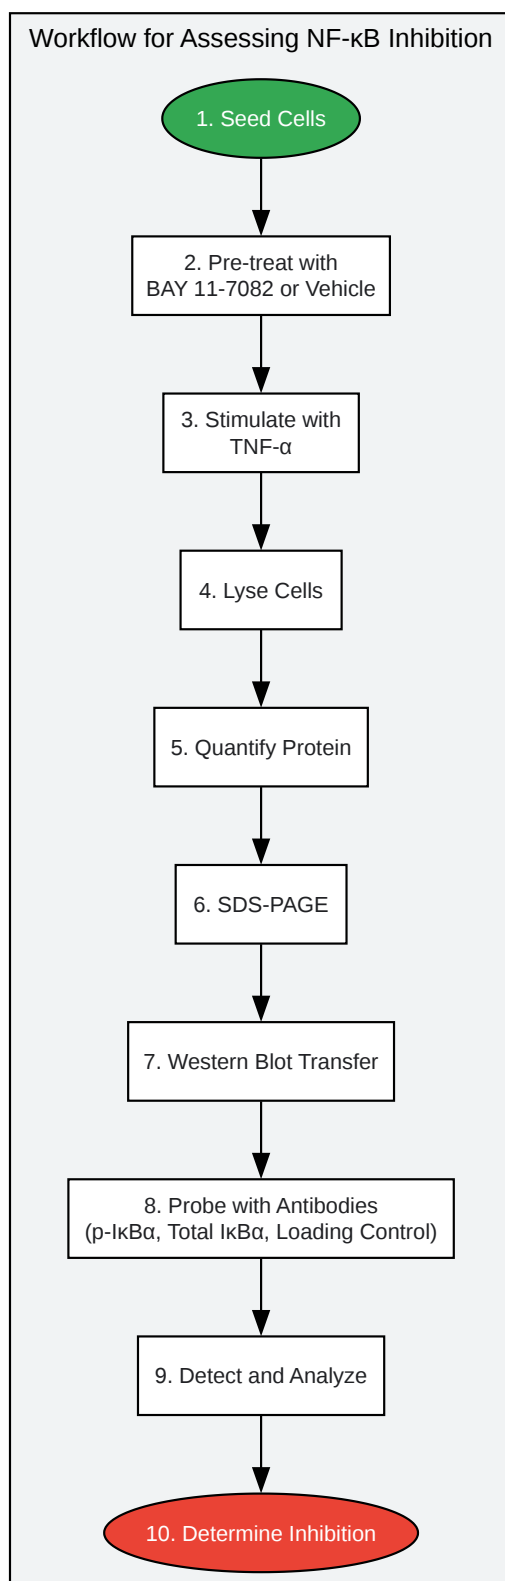 Workflow for Assessing NF-κB Inhibition
1. Seed Cells
2. Pre-treat with
BAY 11-7082 or Vehicle
3. Stimulate with
TNF-α
4. Lyse Cells
5. Quantify Protein
6. SDS-PAGE
7. Western Blot Transfer
8. Probe with Antibodies
(p-IκBα, Total IκBα, Loading Control)
9. Detect and Analyze
10. Determine Inhibition